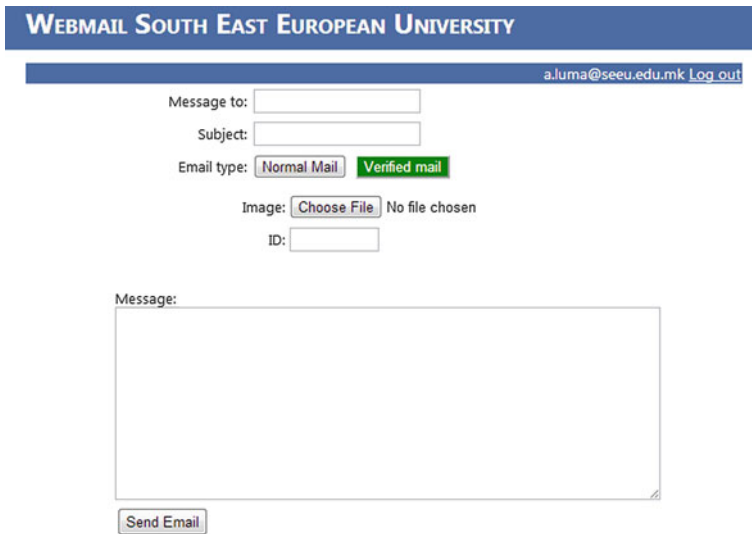 WEBMAIL SOUTH EAST EUROPEAN UNIVERSITY
a.luma@seeu.edu.mk Log out
Message to:
Subject:
Email type: Normal Mail Verified mail
Image: Choose File No file chosen
ID:
Message:
Send Email